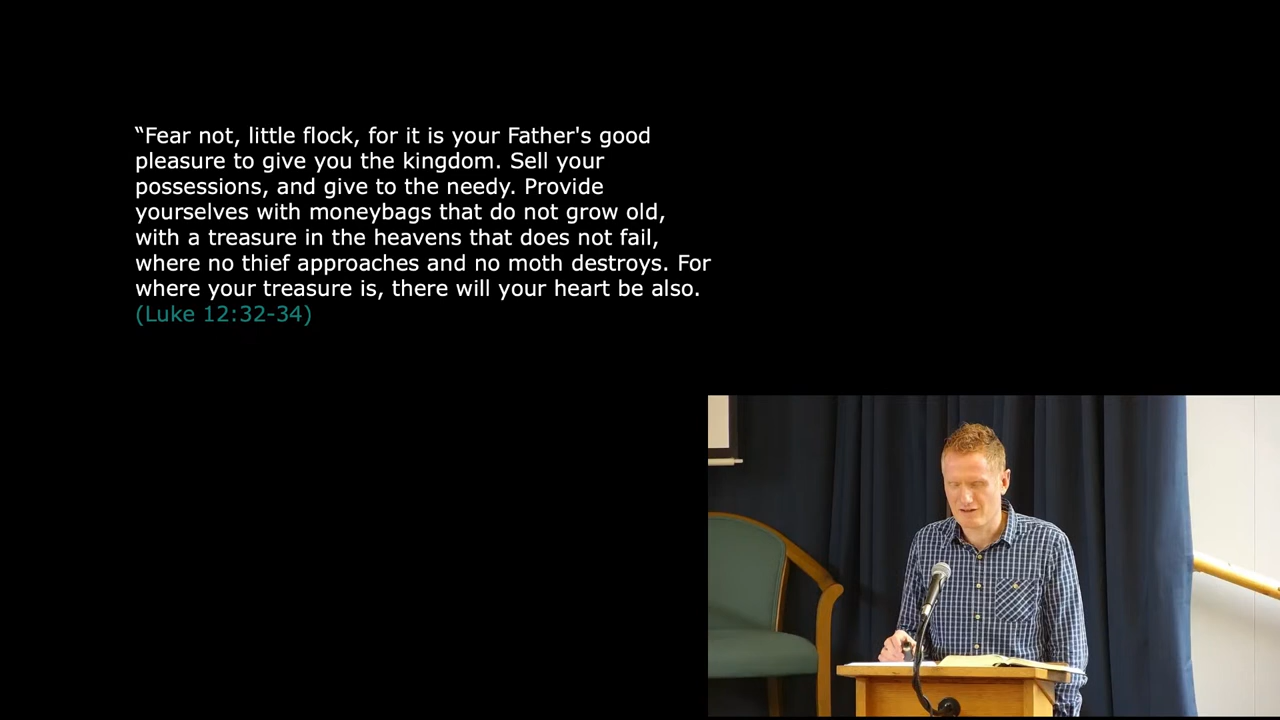 “Fear not, little flock, for it is your Father's good
pleasure to give you the kingdom. Sell your
possessions, and give to the needy. Provide
yourselves with moneybags that do not grow old,
with a treasure in the heavens that does not fail,
where no thief approaches and no moth destroys. For
where your treasure is, there will your heart be also.
(Luke 12:32-34)